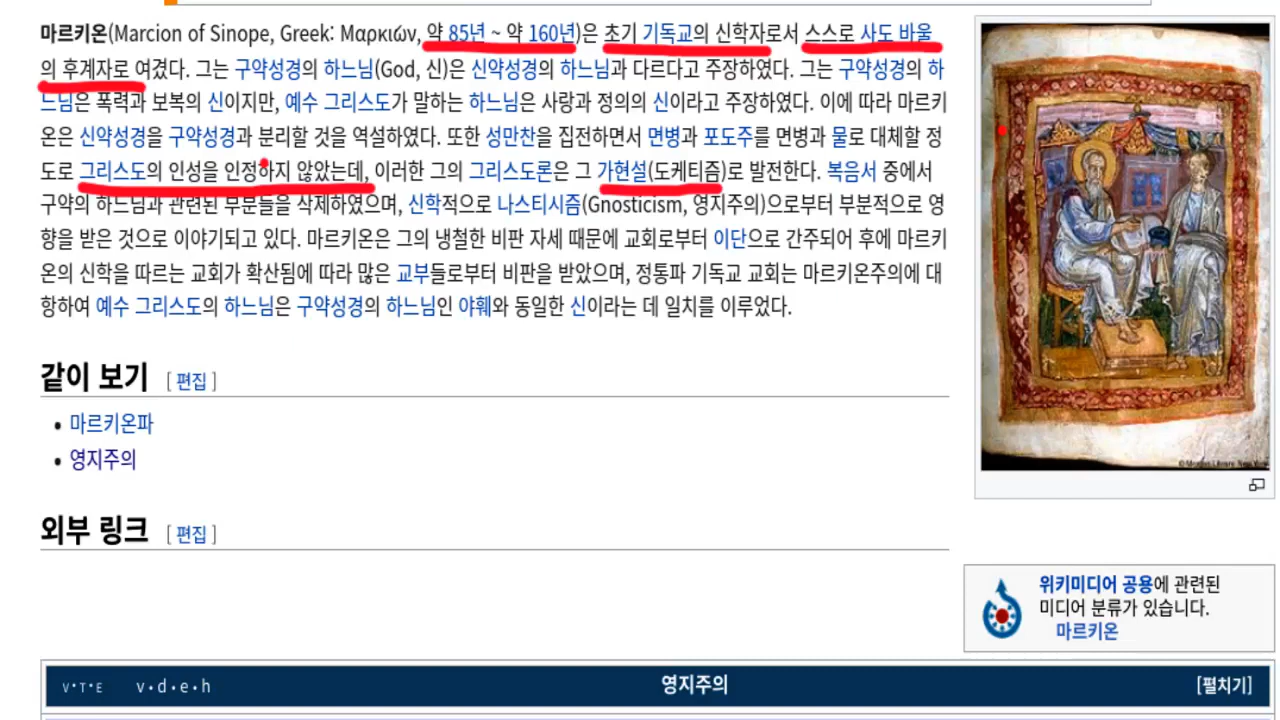 마르키온(Marcion of Sinope, Greek: Μαρκιών, 약 85년 ~ 약 160년)은 초기 기독교의 신학자로서 스스로 사도 바울
의 후계자로 여겼다. 그는 구약성경의 하느님(God, 신)은 신약성경의 하느님과 다르다고 주장하였다. 그는 구약성경의 하
느님은 폭력과 보복의 신이지만, 예수 그리스도가 말하는 하느님은 사랑과 정의의 신이라고 주장하였다. 이에 따라 마르키
온은 신약성경을 구약성경과 분리할 것을 역설하였다. 또한 성만찬을 집전하면서 면병과 포도주를 면병과 물로 대체할 정
도로 그리스도의 인성을 인정하지 않았는데, 이러한 그의 그리스도론은 그 가현설(도케티즘)로 발전한다. 복음서 중에서
구약의 하느님과 관련된 부분들을 삭제하였으며, 신학적으로 나스티시즘(Gnosticism, 영지주의)으로부터 부분적으로 영
향을 받은 것으로 이야기되고 있다. 마르키온은 그의 냉철한 비판 자세 때문에 교회로부터 이단으로 간주되어 후에 마르키
온의 신학을 따르는 교회가 확산됨에 따라 많은 교부들로부터 비판을 받았으며, 정통파 기독교 교회는 마르키온주의에 대
항하여 예수 그리스도의 하느님은 구약성경의 하느님인 야훼와 동일한 신이라는 데 일치를 이루었다.
같이 보기 [편집]
• 마르키온파
• 영지주의
외부 링크 [편집]
위키미디어 공용에 관련된
미디어 분류가 있습니다.
마르키온
V•T•E v•d•e•h 영지주의 [펼치기]